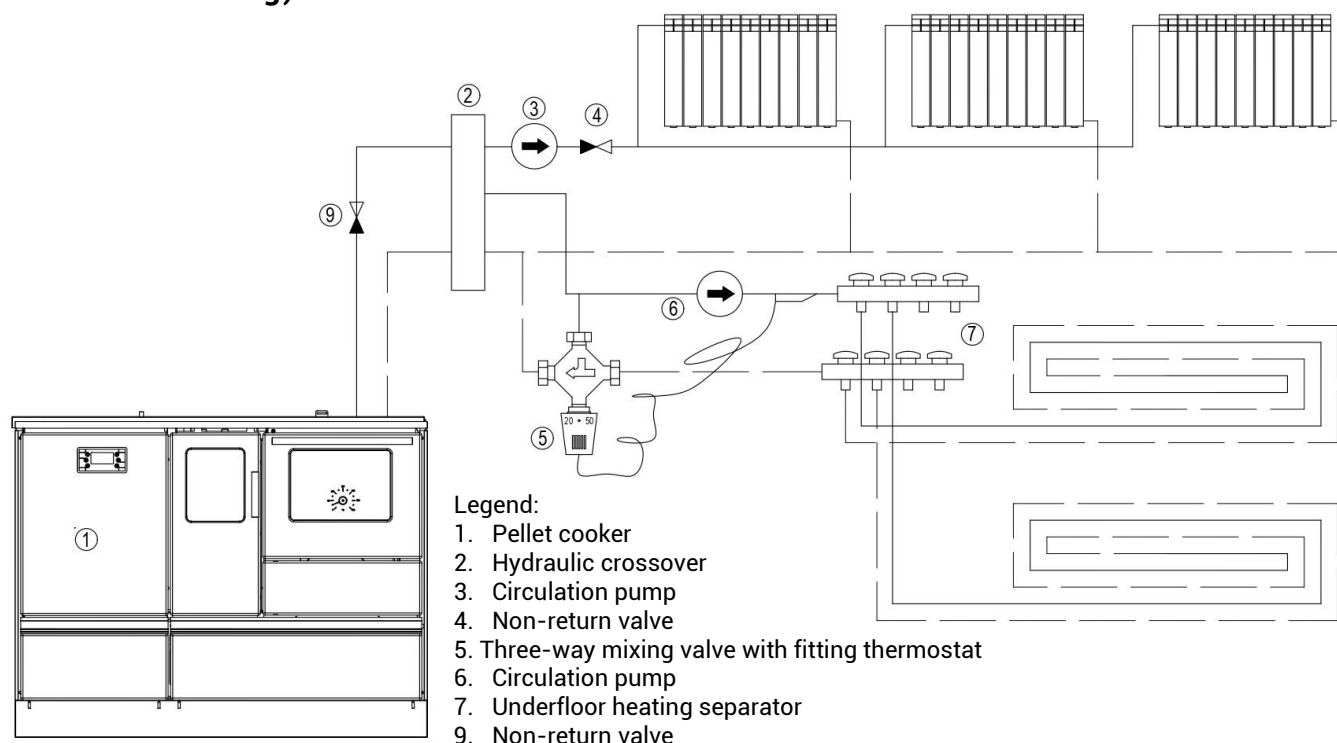 ②
③
④
⑨
⑥
⑦
20 • 50
⑤
①
Legend:
1. Pellet cooker
2. Hydraulic crossover
3. Circulation pump
4. Non-return valve
5. Three-way mixing valve with fitting thermostat
6. Circulation pump
7. Underfloor heating separator
9. Non-return valve